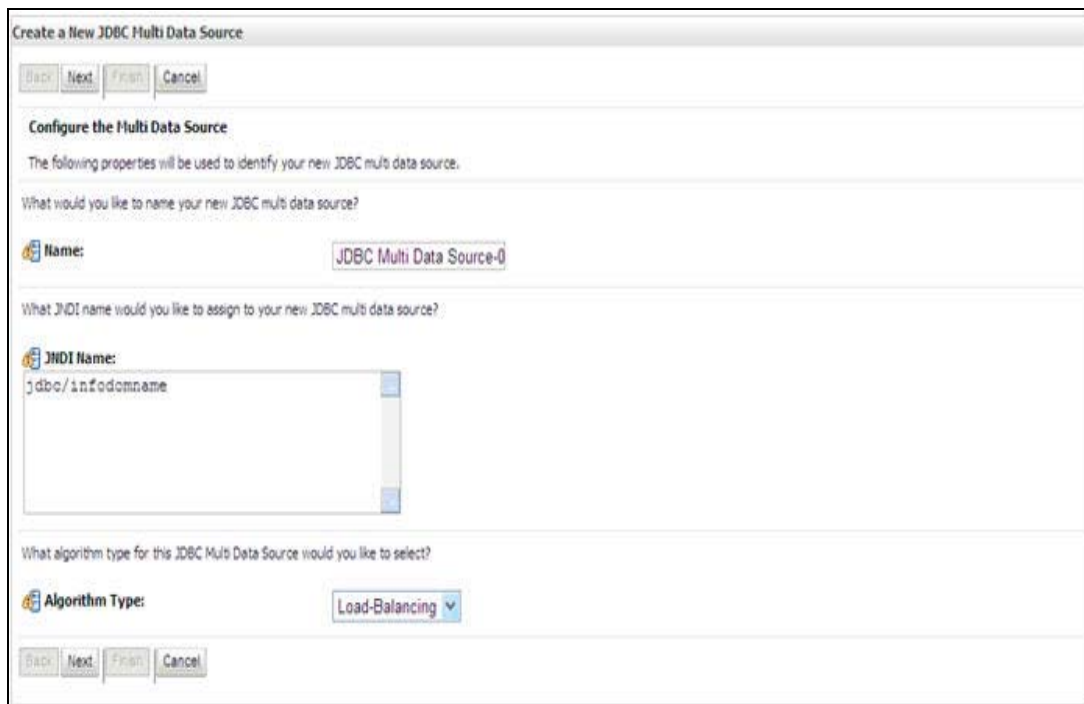 Create a New JDBC Multi Data Source
Back Next Finish Cancel
Configure the Multi Data Source
The following properties will be used to identify your new JDBC multi data source.
What would you like to name your new JDBC multi data source?
Name: JDBC Multi Data Source-0
What JNDI name would you like to assign to your new JDBC multi data source?
JNDI Name:
jdbc/infodomname
What algorithm type for this JDBC Multi Data Source would you like to select?
Algorithm Type: Load-Balancing
Back Next Finish Cancel